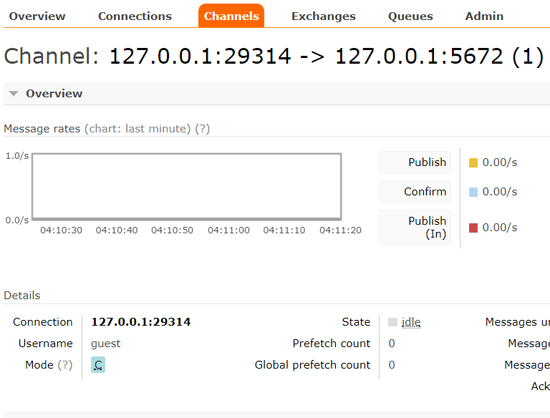 Overview Connections Channels Exchanges Queues Admin
Channel: 127.0.0.1:29314 -> 127.0.0.1:5672 (1)
Overview
Message rates (chart: last minute) (?)
1.0/s
0.0/s
04:10:30 04:10:40 04:10:50 04:11:00 04:11:10 04:11:20
Publish 0.00/s
Confirm 0.00/s
Publish
(In) 0.00/s
Details
Connection 127.0.0.1:29314 State idle Messages u
Username guest Prefetch count 0 Message
Mode (?) C Global prefetch count 0 Message
Ack